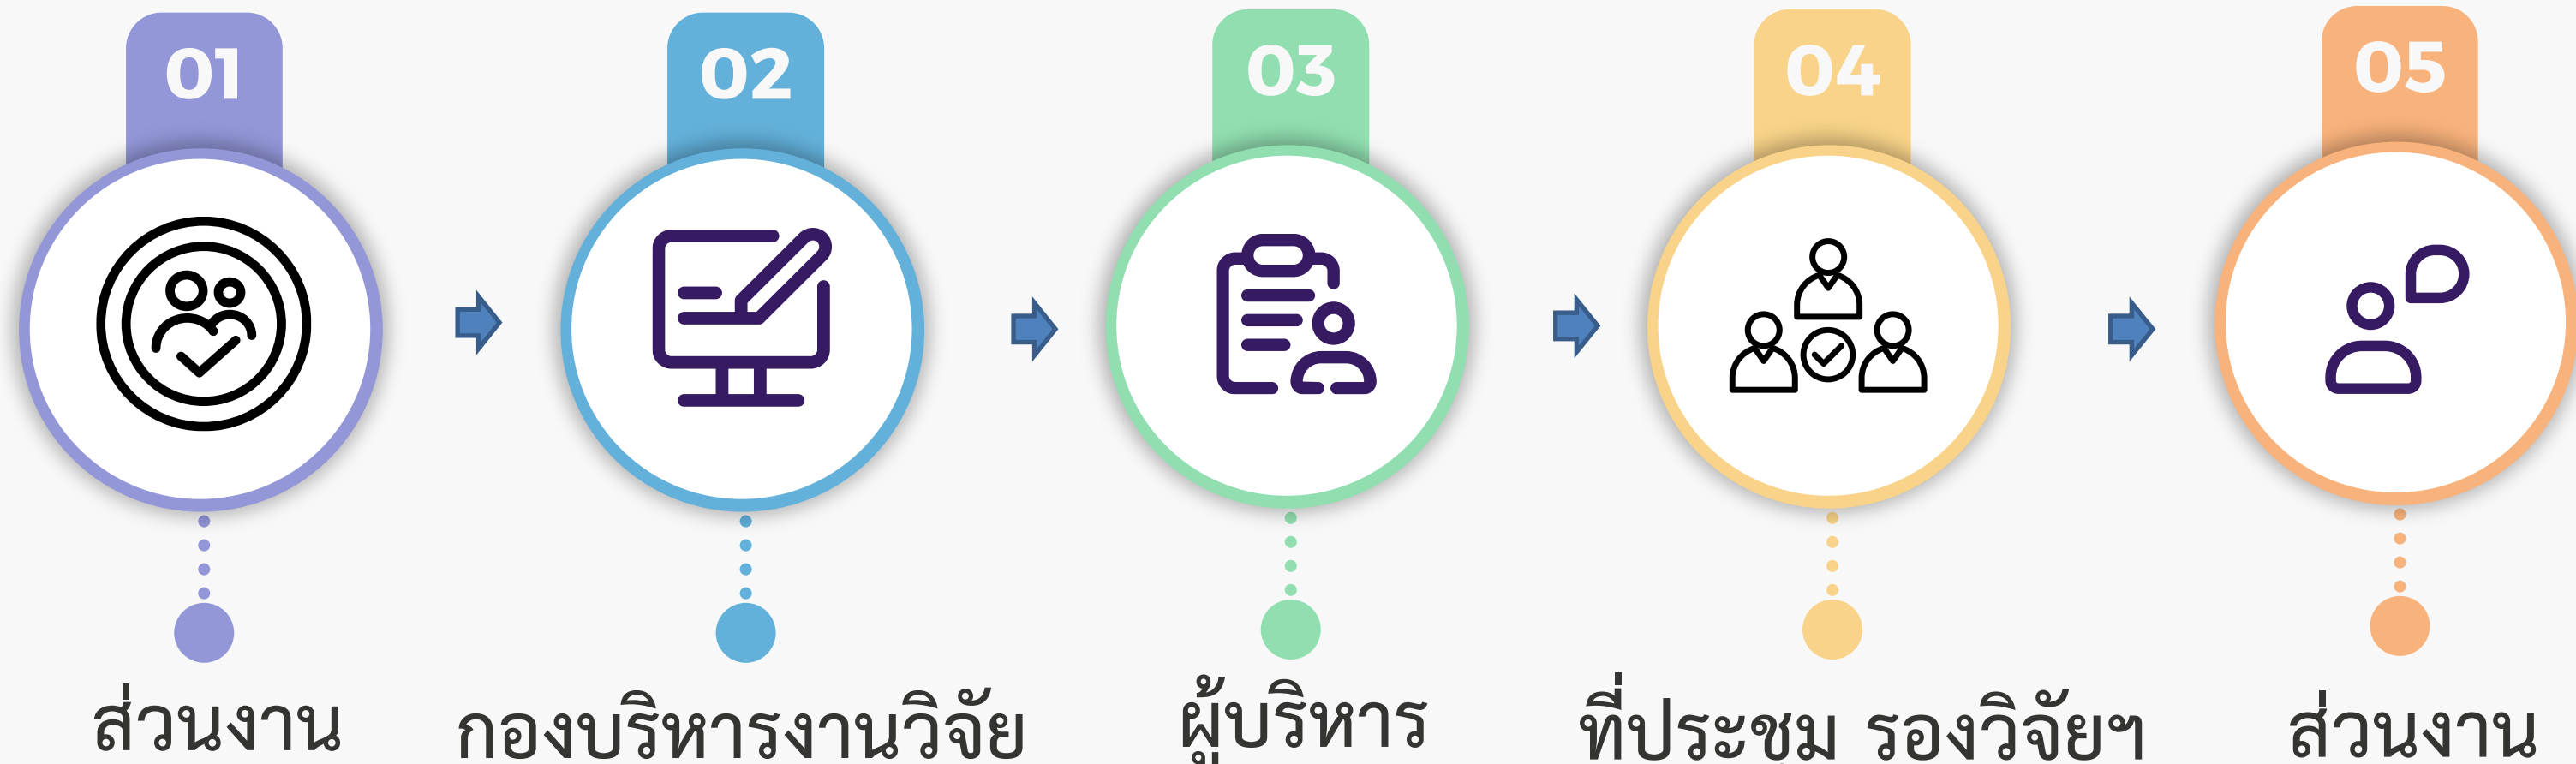 01
02
03
04
05
ส่วนงาน
กองบริหารงานวิจัย
ผู้บริหาร
ที่ประชุม รองวิจัยฯ
ส่วนงาน